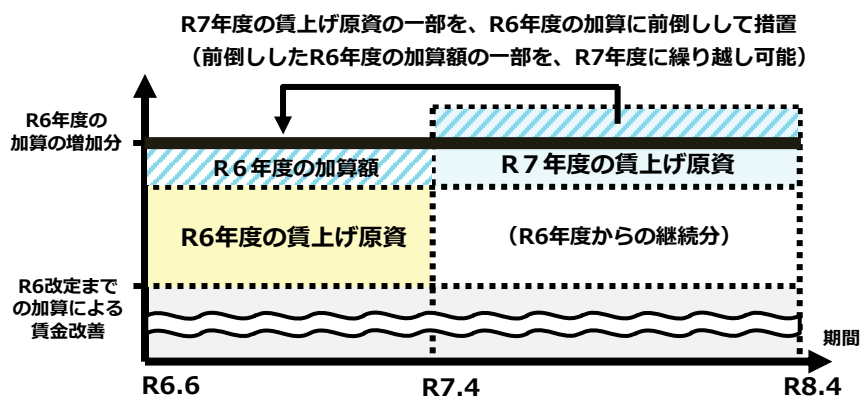 R7年度の賃上げ原資の一部を、R6年度の加算に前倒しして措置
（前倒ししたR6年度の加算額の一部を、R7年度に繰り越し可能）
R6年度の
加算の増加分
R６年度の加算額
R７年度の賃上げ原資
R6年度の賃上げ原資
（R6年度からの継続分）
R6改定まで
の加算による
賃金改善
期間
R6.6
R7.4
R8.4